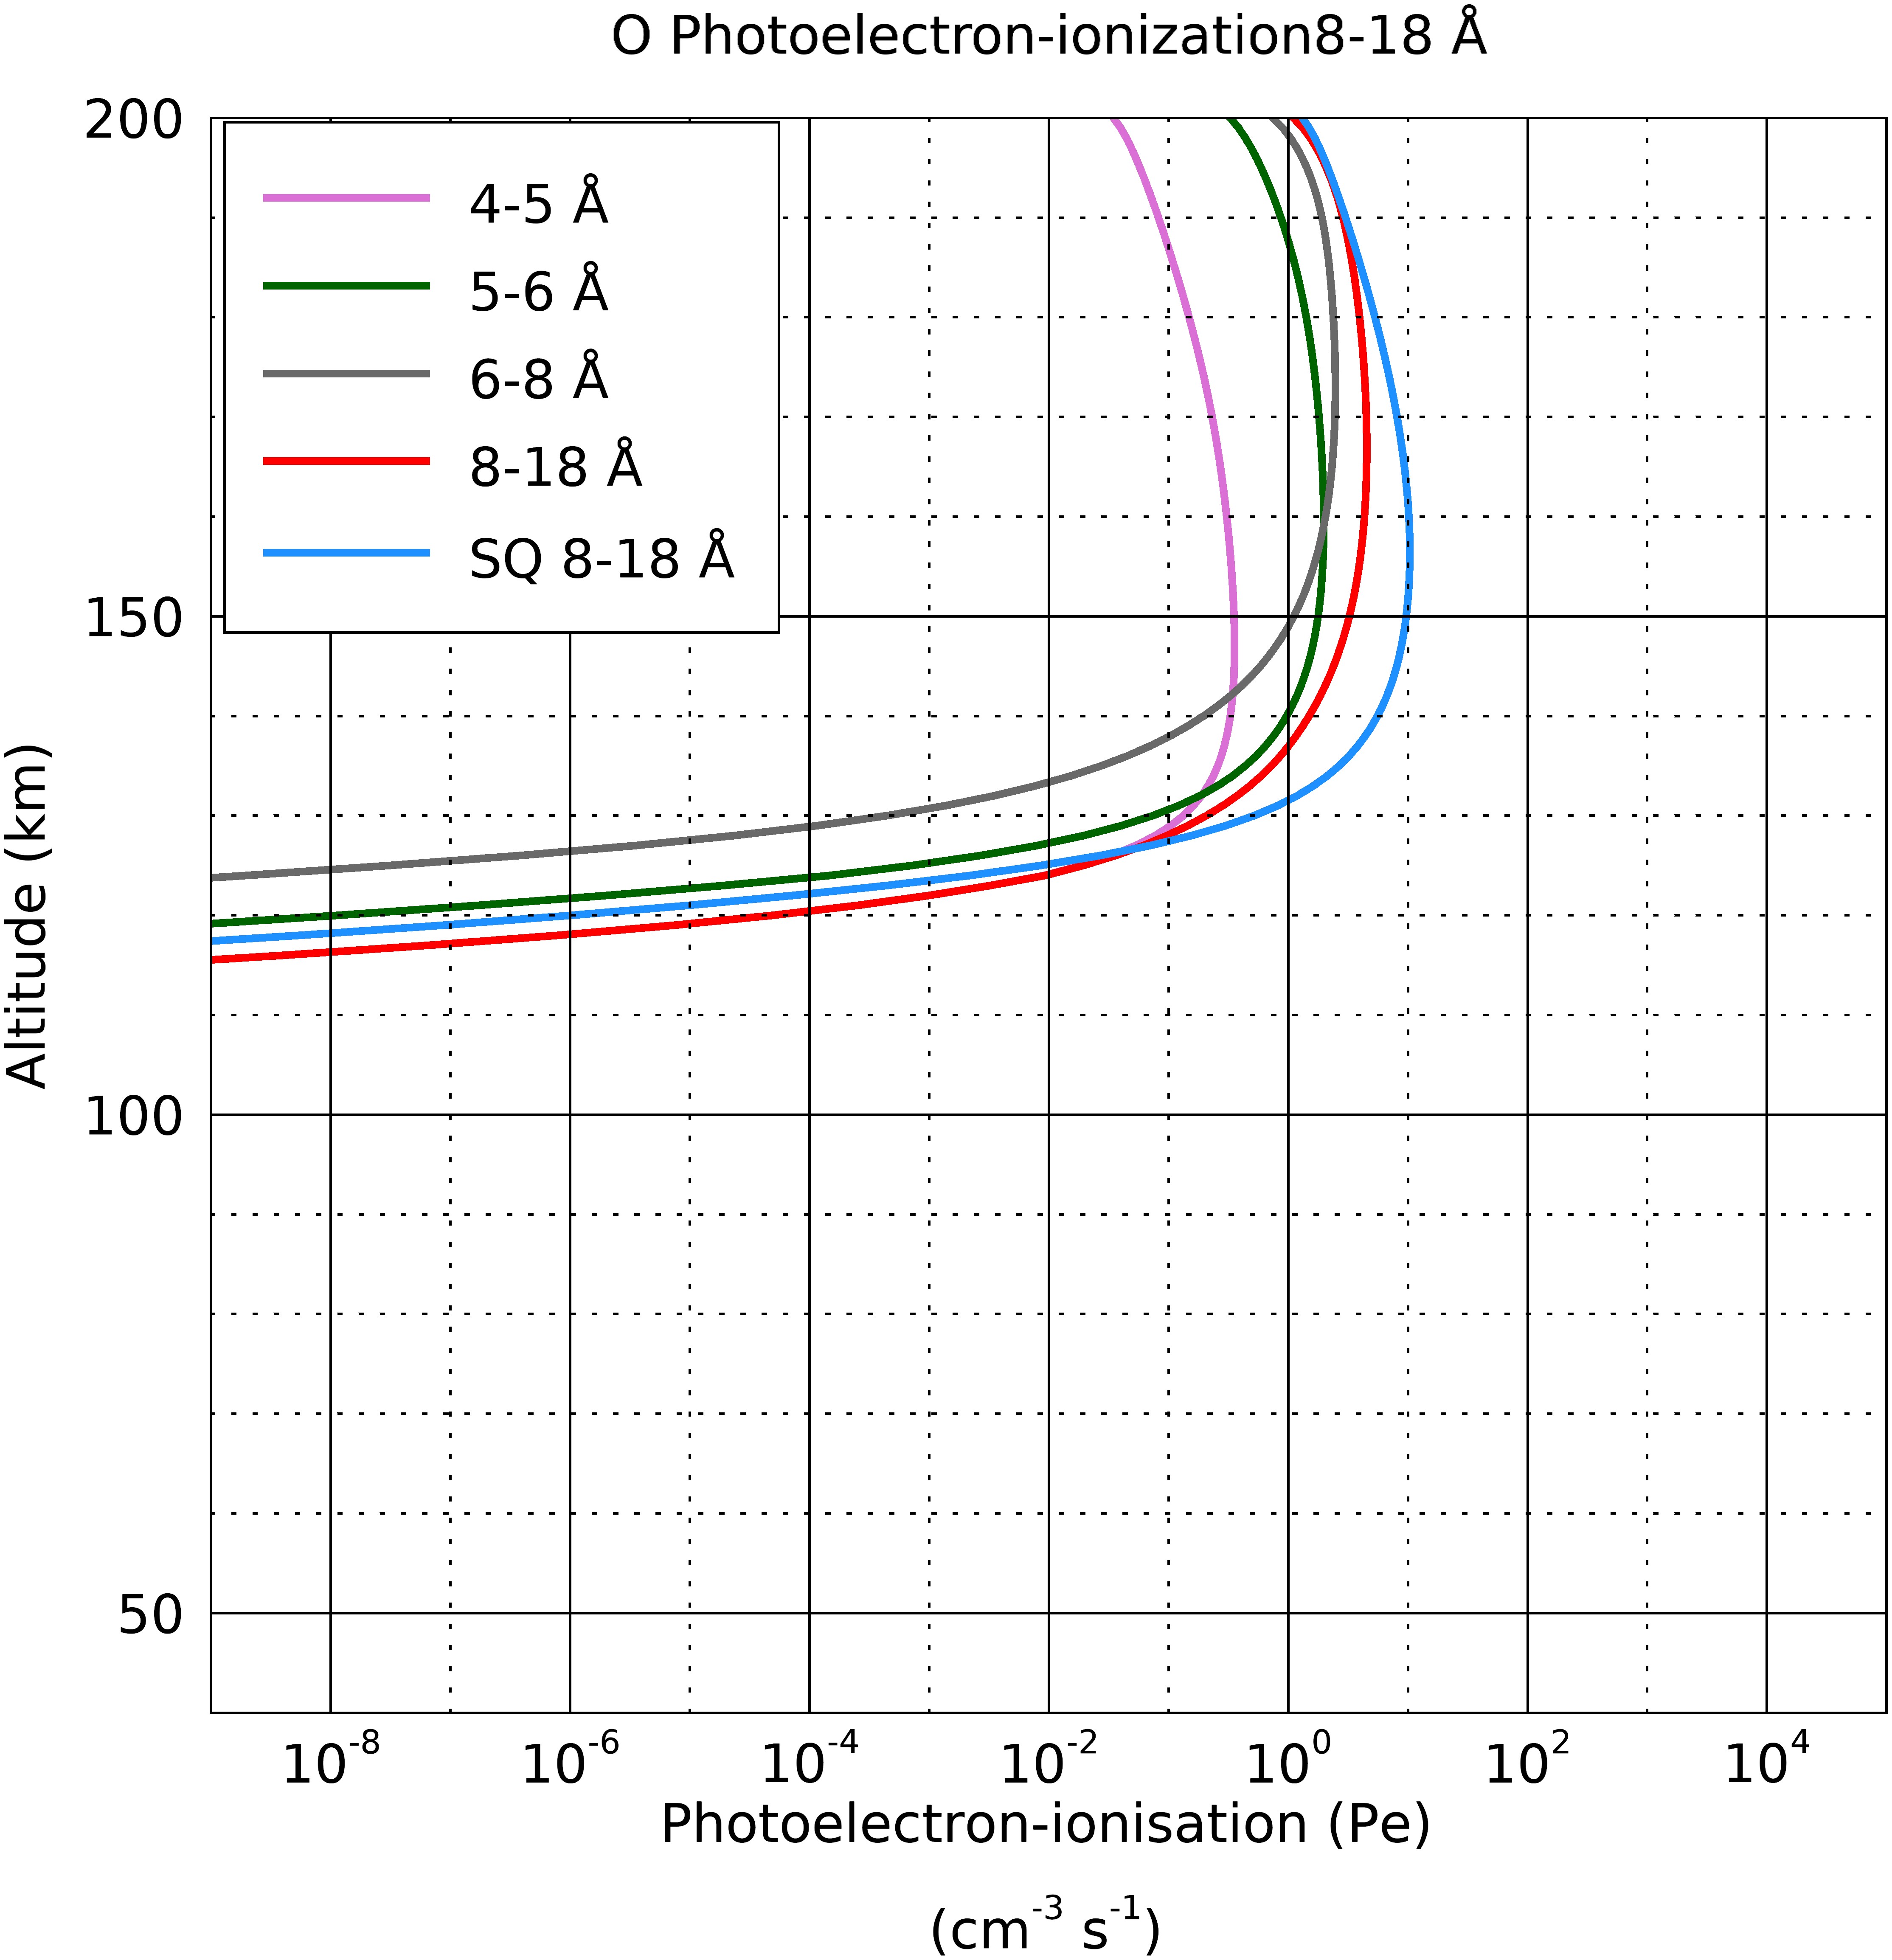 O Photoelectron-ionization8-18 Å
200
150
100
50
Altitude (km)
4-5 Å
5-6 Å
6-8 Å
8-18 Å
SQ 8-18 Å
10⁻⁸ 10⁻⁶ 10⁻⁴ 10⁻² 10⁰ 10² 10⁴
Photoelectron-ionisation (Pe)
(cm⁻³ s⁻¹)